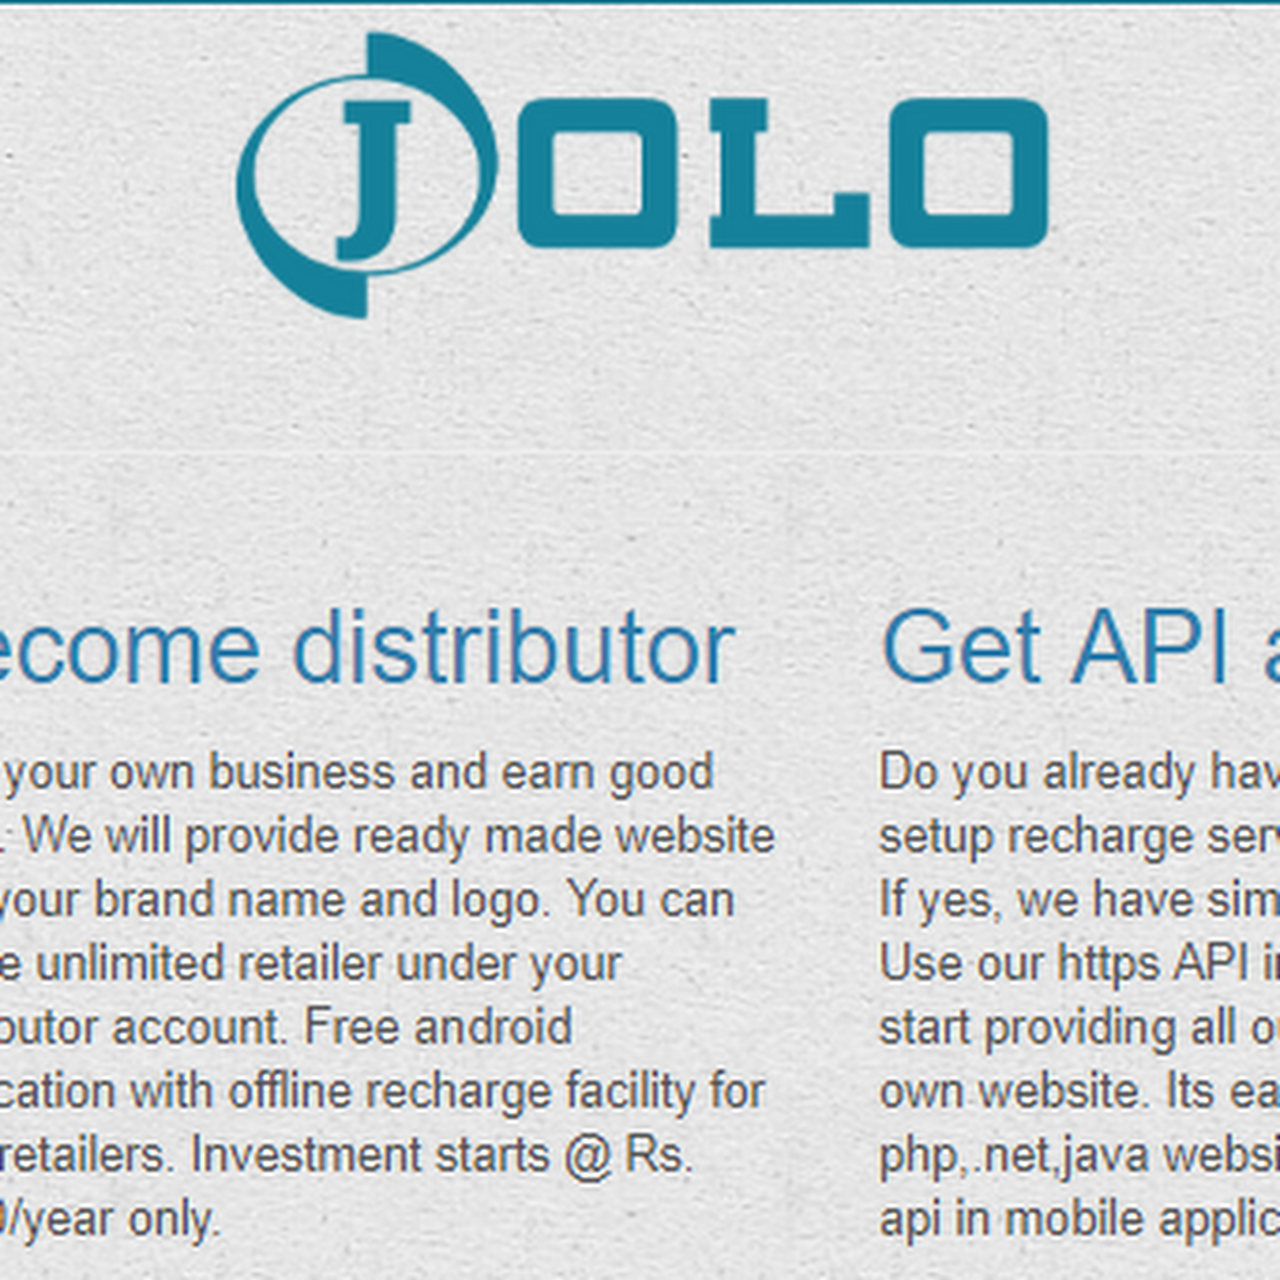 JOLO
ecome distributor
your own business and earn good
: We will provide ready made website
your brand name and logo. You can
e unlimited retailer under your
butor account. Free android
cation with offline recharge facility for
retailers. Investment starts @ Rs.
/year only.
Get API a
Do you already hav
setup recharge serv
If yes, we have sim
Use our https API in
start providing all ou
own website. Its ea
php,.net,java websi
api in mobile applic